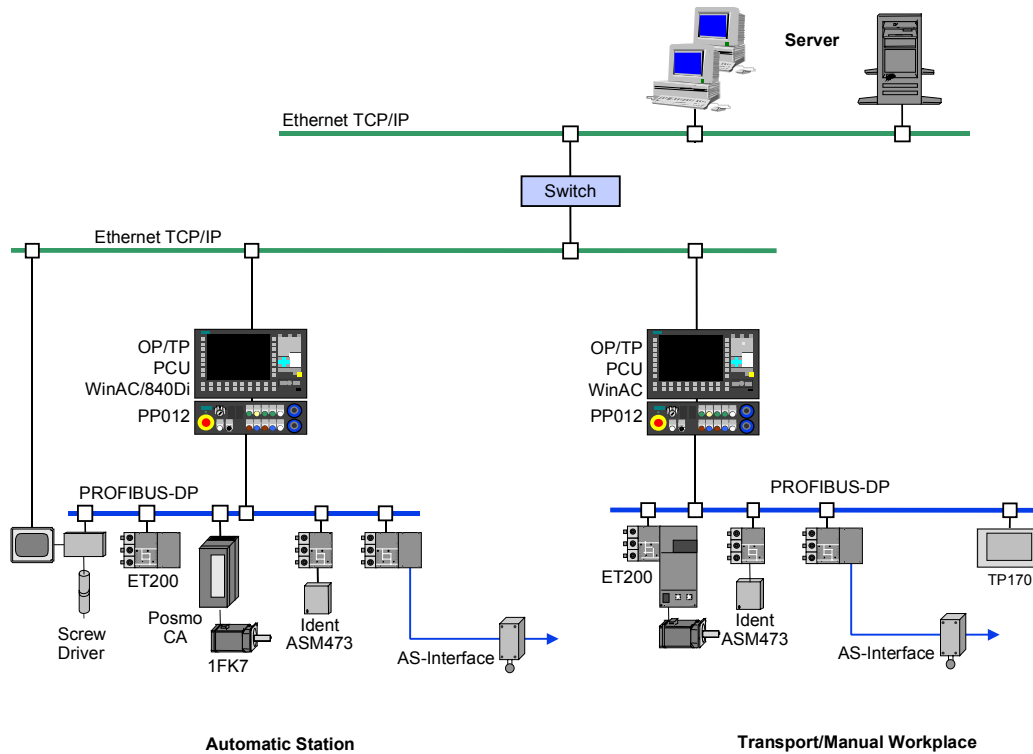 Server
Ethernet TCP/IP
Switch
Ethernet TCP/IP
OP/TP
PCU
WinAC/840Di
PP012
OP/TP
PCU
WinAC
PP012
PROFIBUS-DP
PROFIBUS-DP
ET200
Posmo
CA
1FK7
Screw
Driver
Ident
ASM473
AS-Interface
ET200
Ident
ASM473
AS-Interface
TP170
Automatic Station
Transport/Manual Workplace